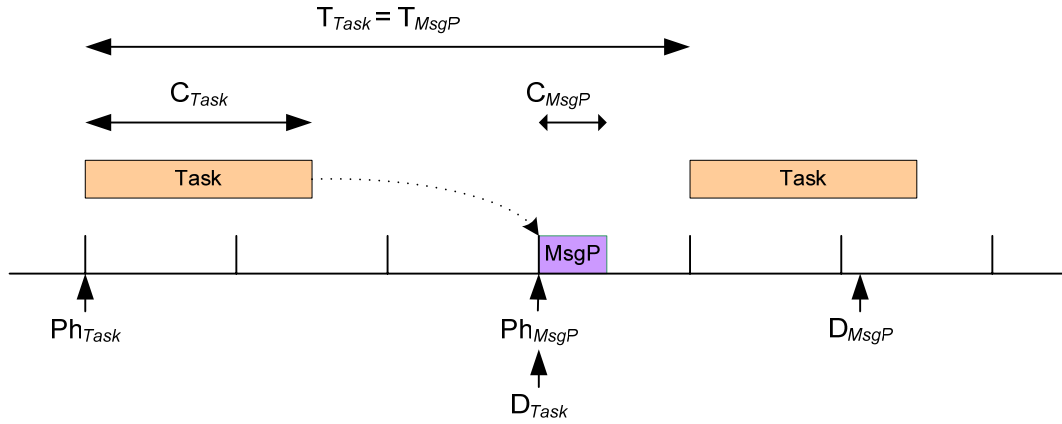 T_Task = T_MsgP
C_Task
C_MsgP
Task
Task
MsgP
Ph_Task
Ph_MsgP
D_MsgP
D_Task